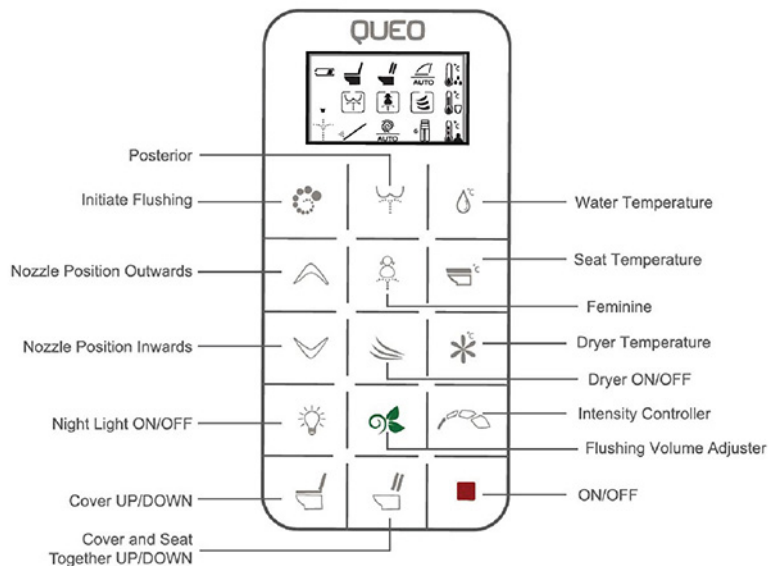 QUEO
AUTO
°C
°C
AUTO
°C
Posterior
Initiate Flushing
°C
Water Temperature
Nozzle Position Outwards
°C
Seat Temperature
Feminine
Nozzle Position Inwards
°C
Dryer Temperature
Dryer ON/OFF
Night Light ON/OFF
Intensity Controller
Flushing Volume Adjuster
Cover UP/DOWN
ON/OFF
Cover and Seat
Together UP/DOWN